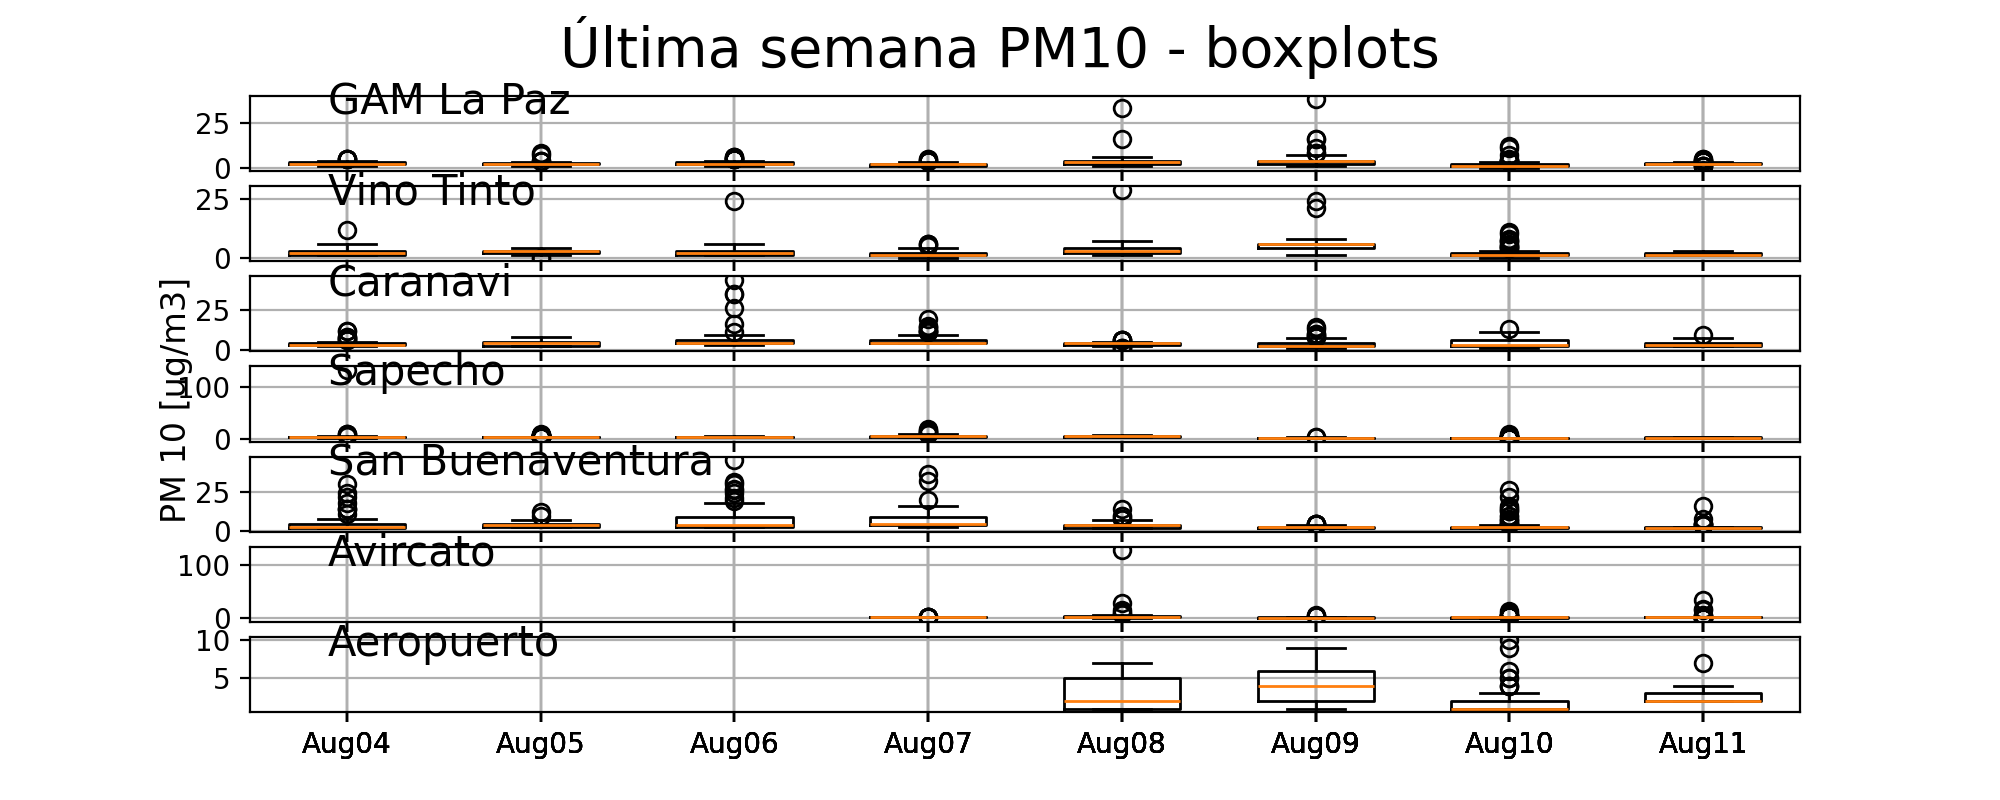 Última semana PM10 - boxplots
GAM La Paz
25
0
Vino Tinto
25
0
Caranavi
25
0
Sapecho
100
0
San Buenaventura
25
0
Avircato
100
0
Aeropuerto
10
5
PM 10 [µg/m3]
Aug04 Aug05 Aug06 Aug07 Aug08 Aug09 Aug10 Aug11